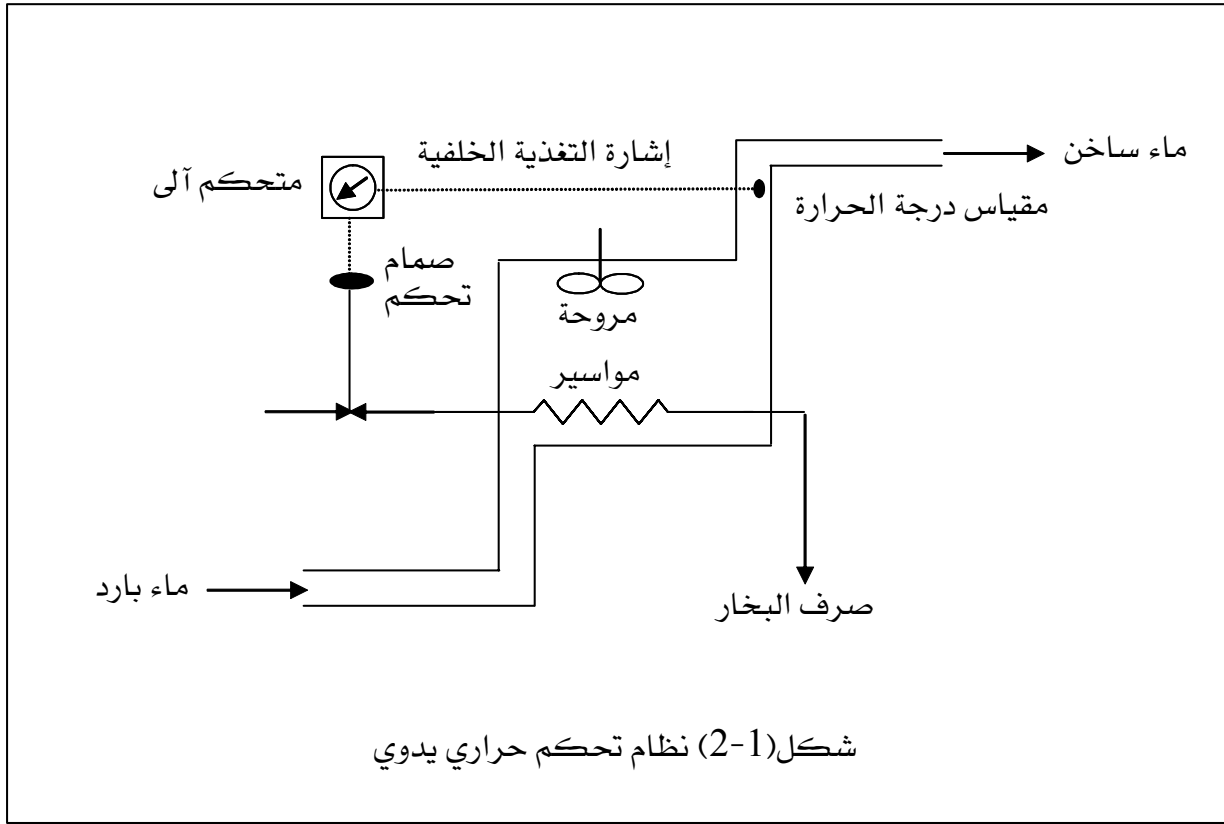 إشارة التغذية الخلفية
ماء ساخن
متحكم آلى
مقياس درجة الحرارة
صمام
تحكم
مروحة
مواسير
ماء بارد
صرف البخار
شكل(1-2) نظام تحكم حراري يدوي